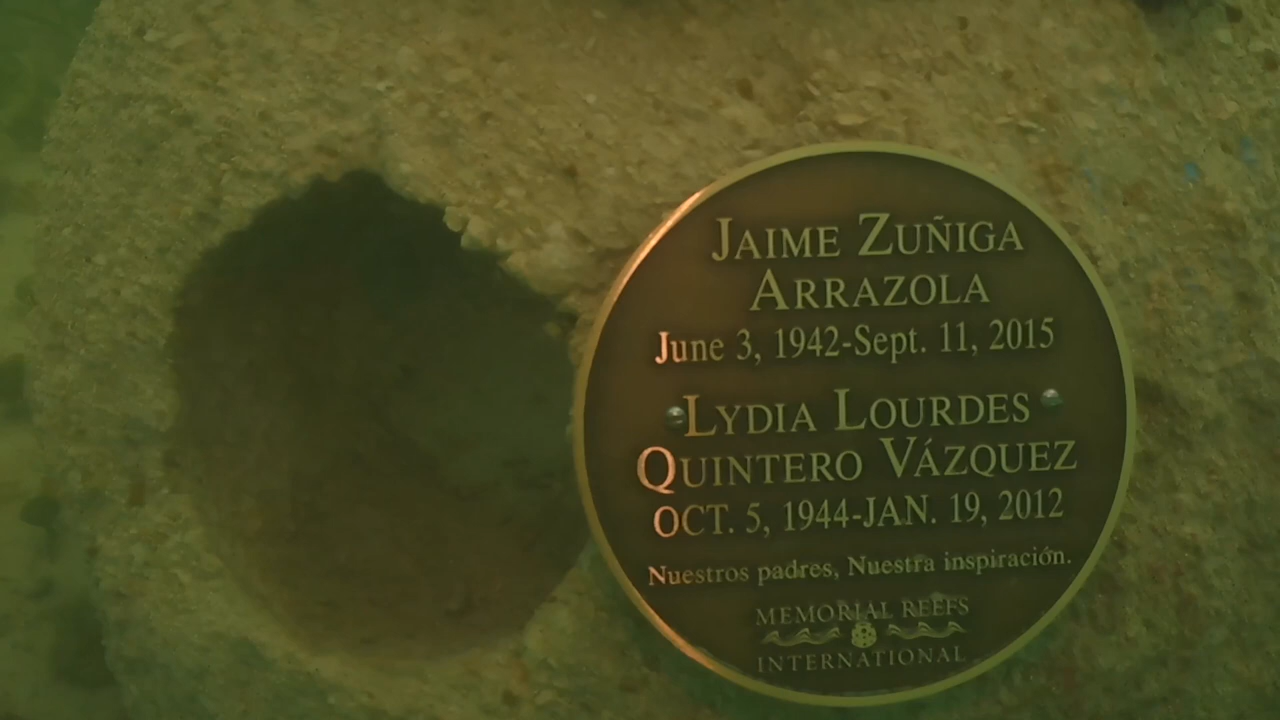 JAIME ZUÑIGA
ARRAZOLA
June 3, 1942-Sept. 11, 2015
LYDIA LOURDES
QUINTERO VÁZQUEZ
OCT. 5, 1944-JAN. 19, 2012
Nuestros padres, Nuestra inspiración.
MEMORIAL REEFS
INTERNATIONAL